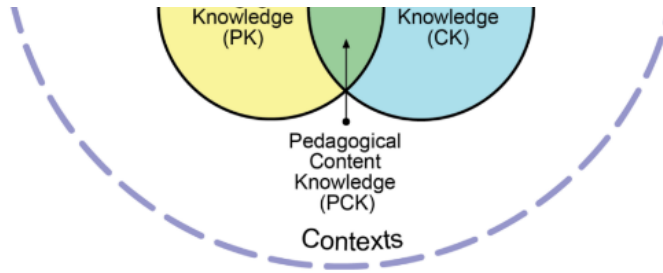 Knowledge
(PK)
Knowledge
(CK)
Pedagogical
Content
Knowledge
(PCK)
Contexts